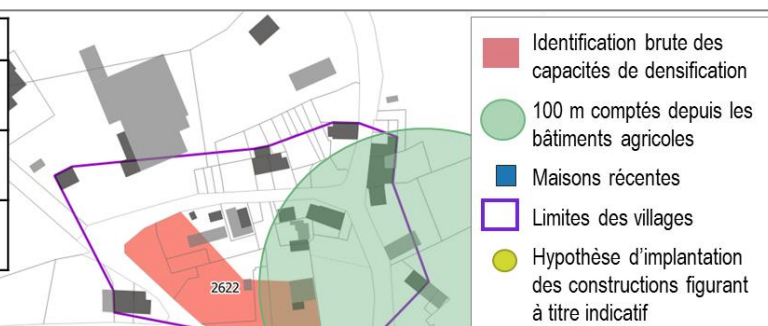 Identification brute des
capacités de densification
100 m comptés depuis les
bâtiments agricoles
Maisons récentes
Limites des villages
Hypothèse d'implantation
des constructions figurant
à titre indicatif
2622